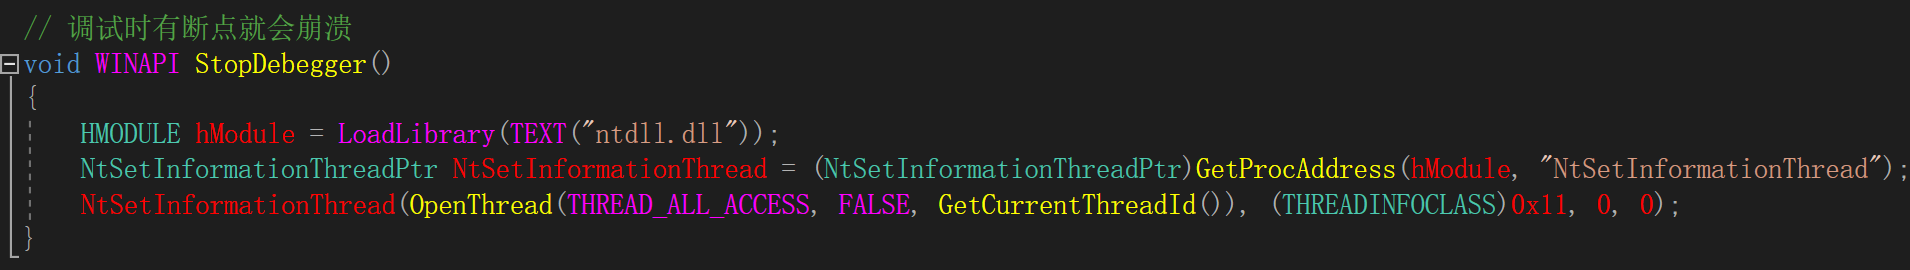 // 调试时有断点就会崩溃
void WINAPI StopDebegger()
{
HMODULE hModule = LoadLibrary(TEXT("ntdll.dll"));
NtSetInformationThreadPtr NtSetInformationThread = (NtSetInformationThreadPtr)GetProcAddress(hModule, "NtSetInformationThread");
NtSetInformationThread(OpenThread(THREAD_ALL_ACCESS, FALSE, GetCurrentThreadId()), (THREADINFOCLASS)0x11, 0, 0);
}